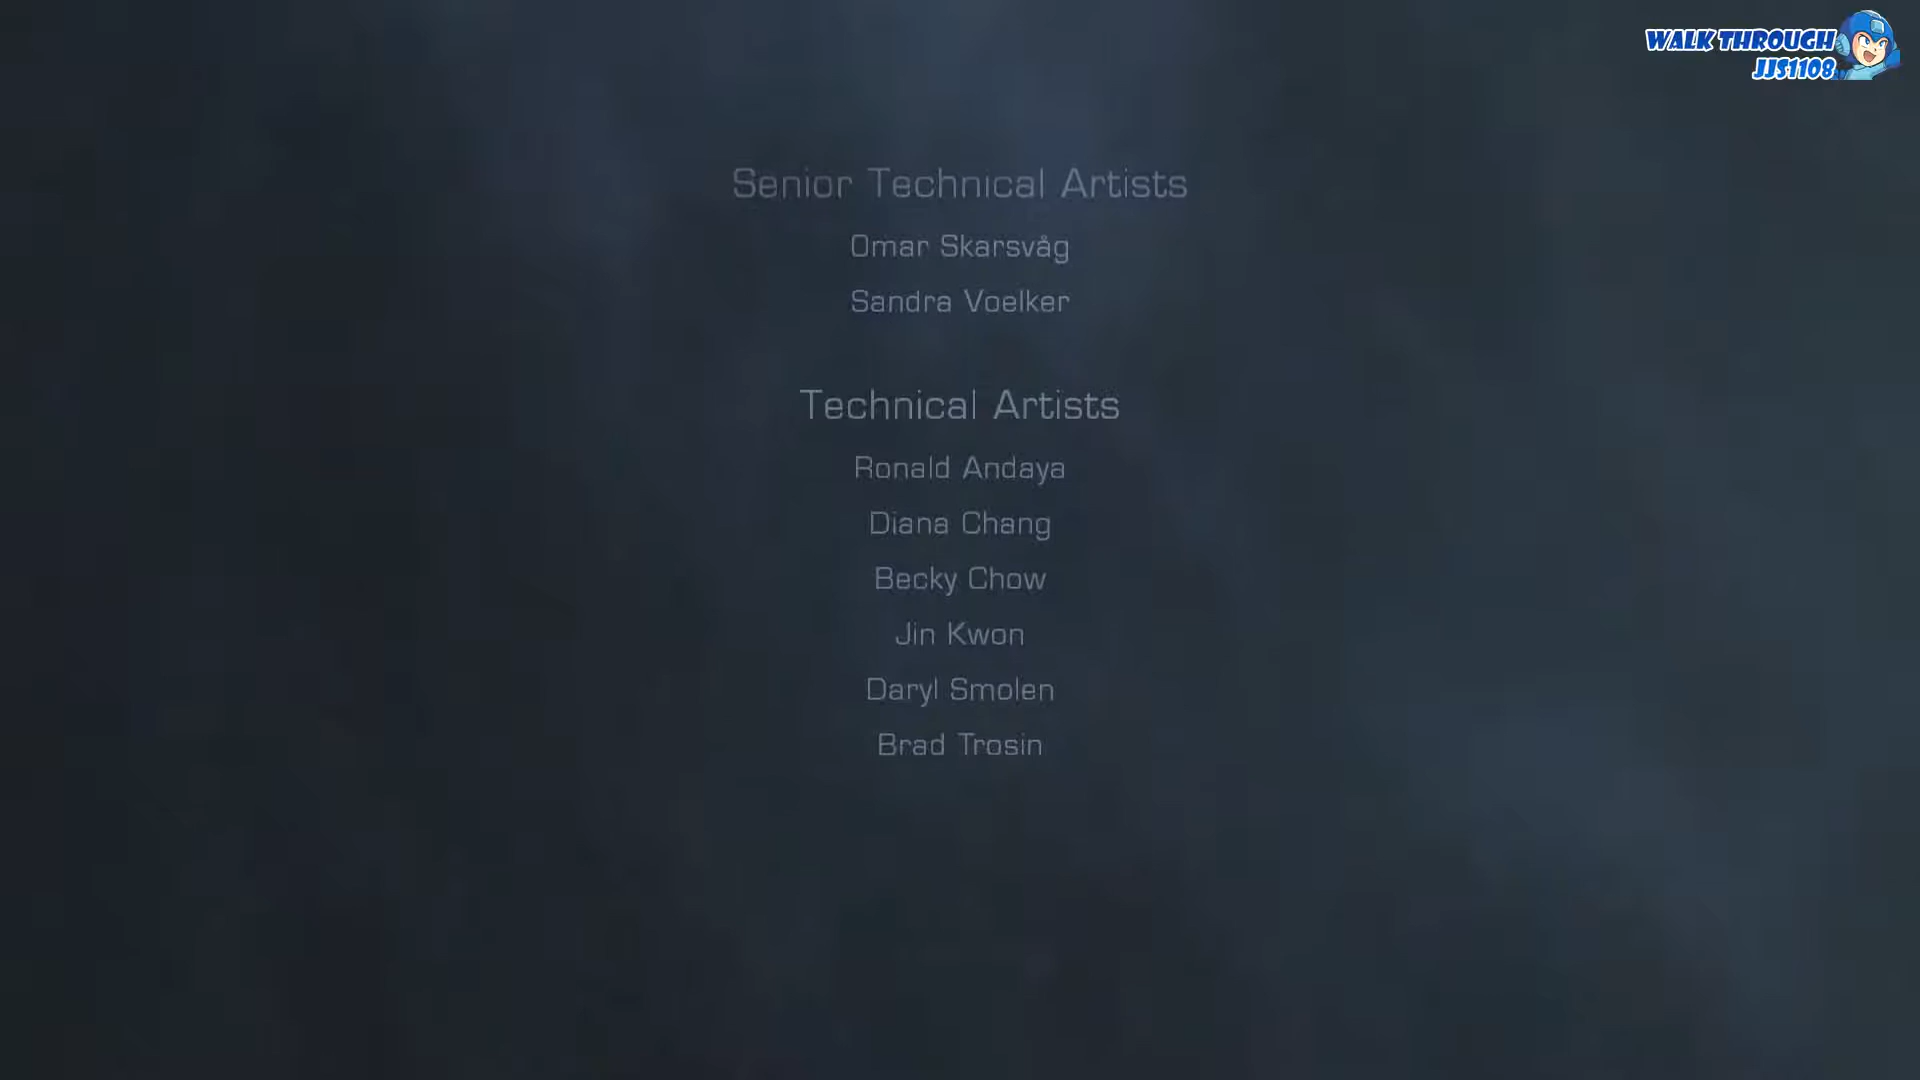 WALK THROUGH
JJS1108
Senior Technical Artists
Omar Skarsvåg
Sandra Voelker
Technical Artists
Ronald Andaya
Diana Chang
Becky Chow
Jin Kwon
Daryl Smolen
Brad Trosin